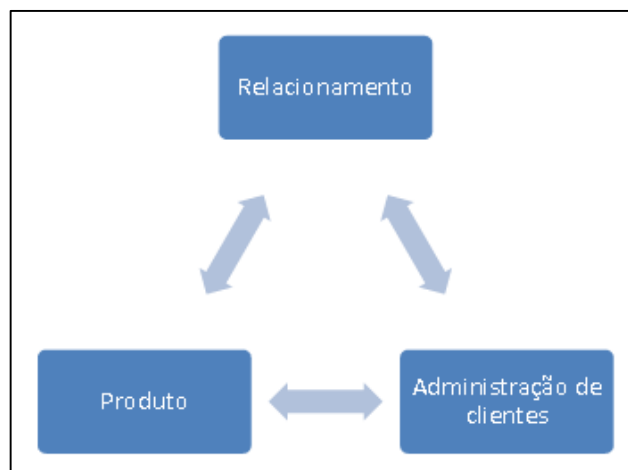 Relacionamento
Produto
Administração de
clientes